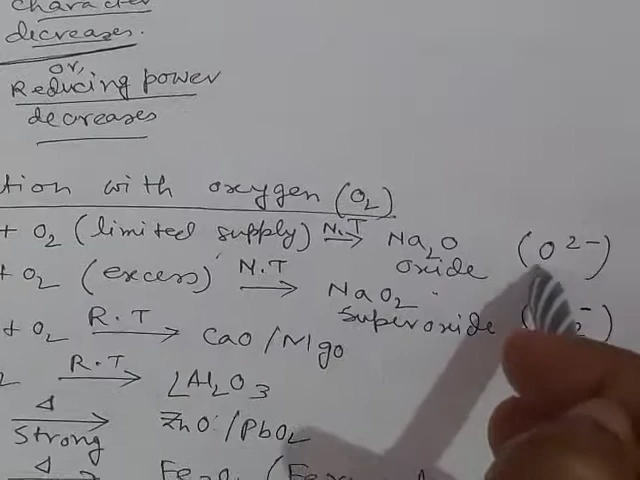 character
decreases.
or,
Reducing power
decreases
tion with oxygen (O₂)
+ O₂ (limited supply) N.T → Na₂O (O²⁻)
oxide
+ O₂ (excess) N.T → NaO₂
superoxide
+ O₂ R.T → CaO/MgO
R.T → Al₂O₃
Δ → ZnO/PbO₂
Strong
Δ